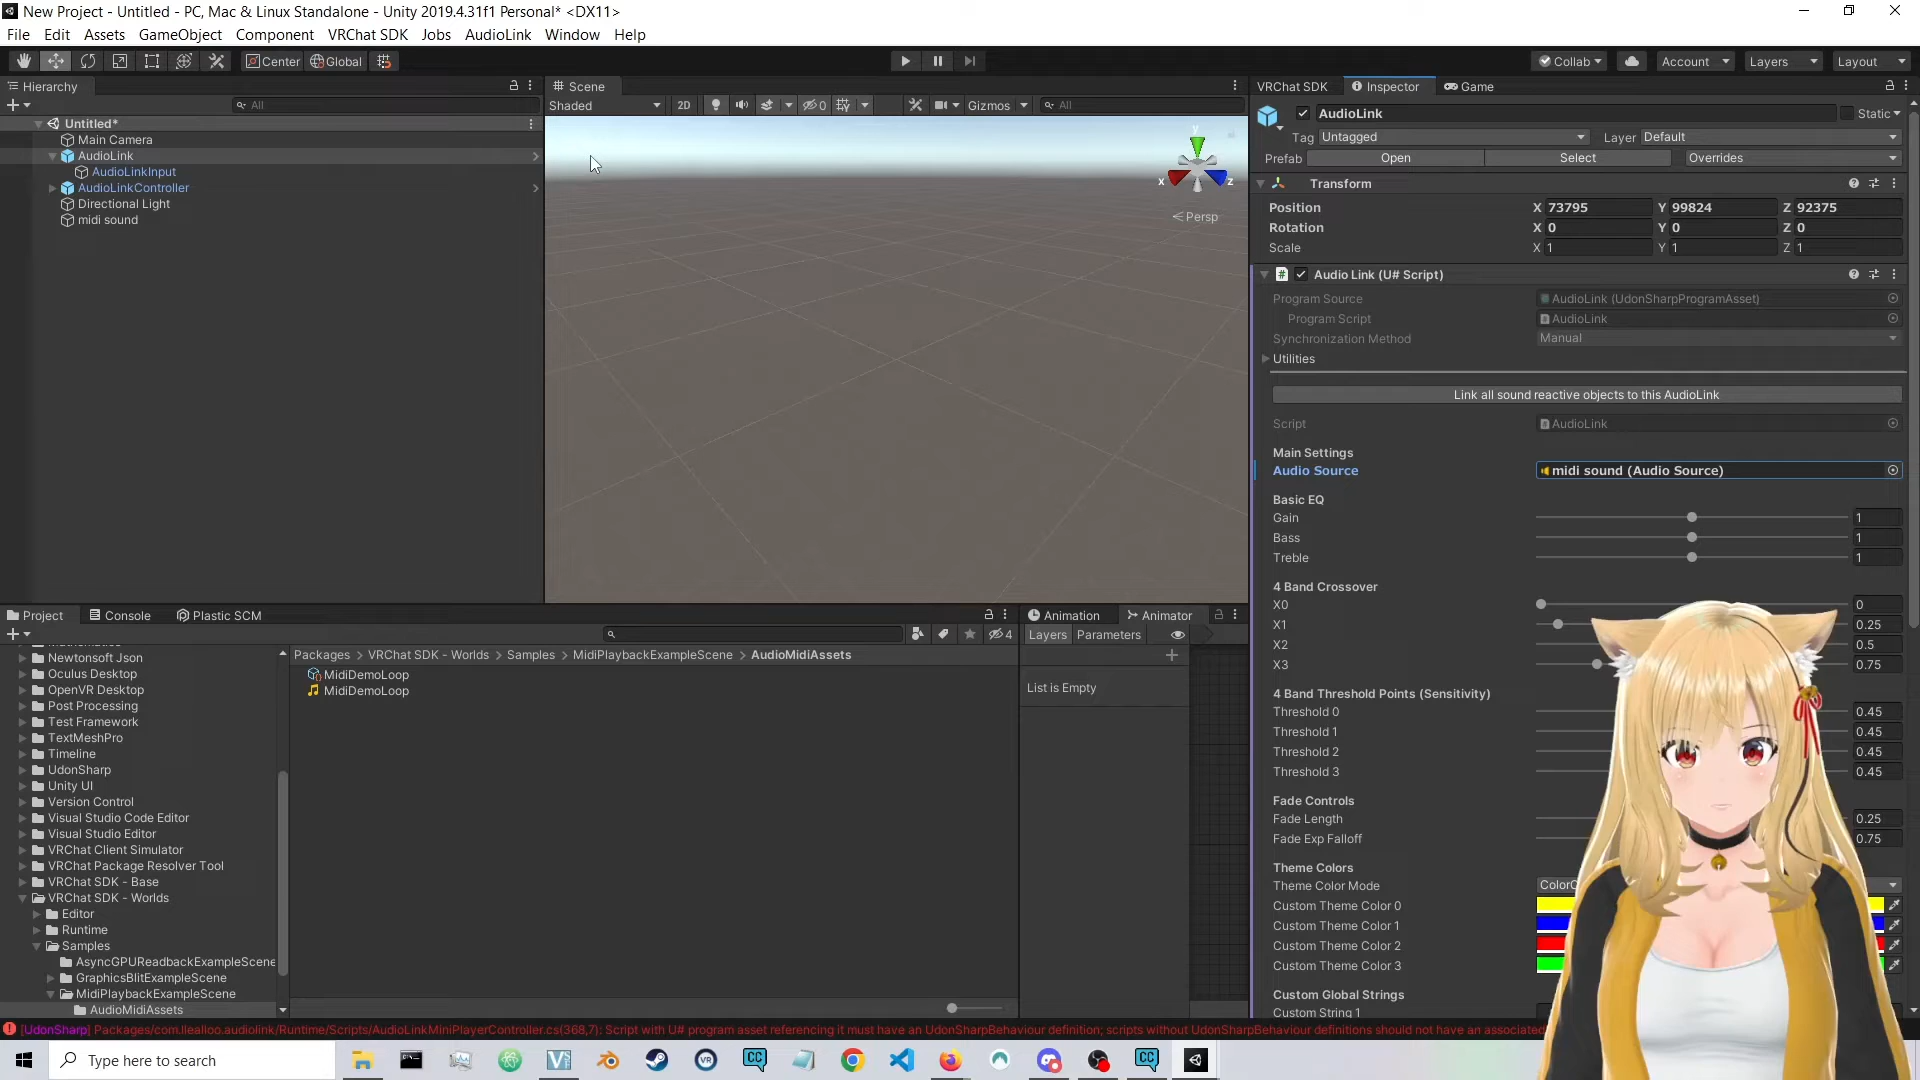 New Project - Untitled - PC, Mac & Linux Standalone - Unity 2019.4.31f1 Personal* <DX11>
File Edit Assets GameObject Component VRChat SDK Jobs AudioLink Window Help
Center Global Collab Account Layers Layout
Hierarchy
All
Untitled*
Main Camera
AudioLink
AudioLinkInput
AudioLinkController
Directional Light
midi sound
Scene
Shaded 2D 0 Gizmos All
y
x z
Persp
VRChat SDK Inspector Game
AudioLink Static
Tag Untagged Layer Default
Prefab Open Select Overrides
Transform
Position X 73795 Y 99824 Z 92375
Rotation X 0 Y 0 Z 0
Scale X 1 Y 1 Z 1
Audio Link (U# Script)
Program Source AudioLink (UdonSharpProgramAsset)
Program Script AudioLink
Synchronization Method Manual
Utilities
Link all sound reactive objects to this AudioLink
Script AudioLink
Main Settings
Audio Source midi sound (Audio Source)
Basic EQ
Gain 1
Bass 1
Treble 1
4 Band Crossover
X0 0
X1 0.25
X2 0.5
X3 0.75
4 Band Threshold Points (Sensitivity)
Threshold 0 0.45
Threshold 1 0.45
Threshold 2 0.45
Threshold 3 0.45
Fade Controls
Fade Length 0.25
Fade Exp Falloff 0.75
Theme Colors
Theme Color Mode
Custom Theme Color 0
Custom Theme Color 1
Custom Theme Color 2
Custom Theme Color 3
Custom Global Strings
Custom String 1
Project Console Plastic SCM
4
Newtonsoft Json
Oculus Desktop
OpenVR Desktop
Post Processing
Test Framework
TextMeshPro
Timeline
UdonSharp
Unity UI
Version Control
Visual Studio Code Editor
Visual Studio Editor
VRChat Client Simulator
VRChat Package Resolver Tool
VRChat SDK - Base
VRChat SDK - Worlds
Editor
Runtime
Samples
AsyncGPUReadbackExampleScene
GraphicsBlitExampleScene
MidiPlaybackExampleScene
AudioMidiAssets
Packages > VRChat SDK - Worlds > Samples > MidiPlaybackExampleScene > AudioMidiAssets
MidiDemoLoop
MidiDemoLoop
Animation Animator
Layers Parameters
List is Empty
[UdonSharp] Packages/com.llealloo.audiolink/Runtime/Scripts/AudioLinkMiniPlayerController.cs(368,7): Script with U# program asset referencing it must have an UdonSharpBehaviour definition; scripts without UdonSharpBehaviour definitions should not have an associated
Type here to search